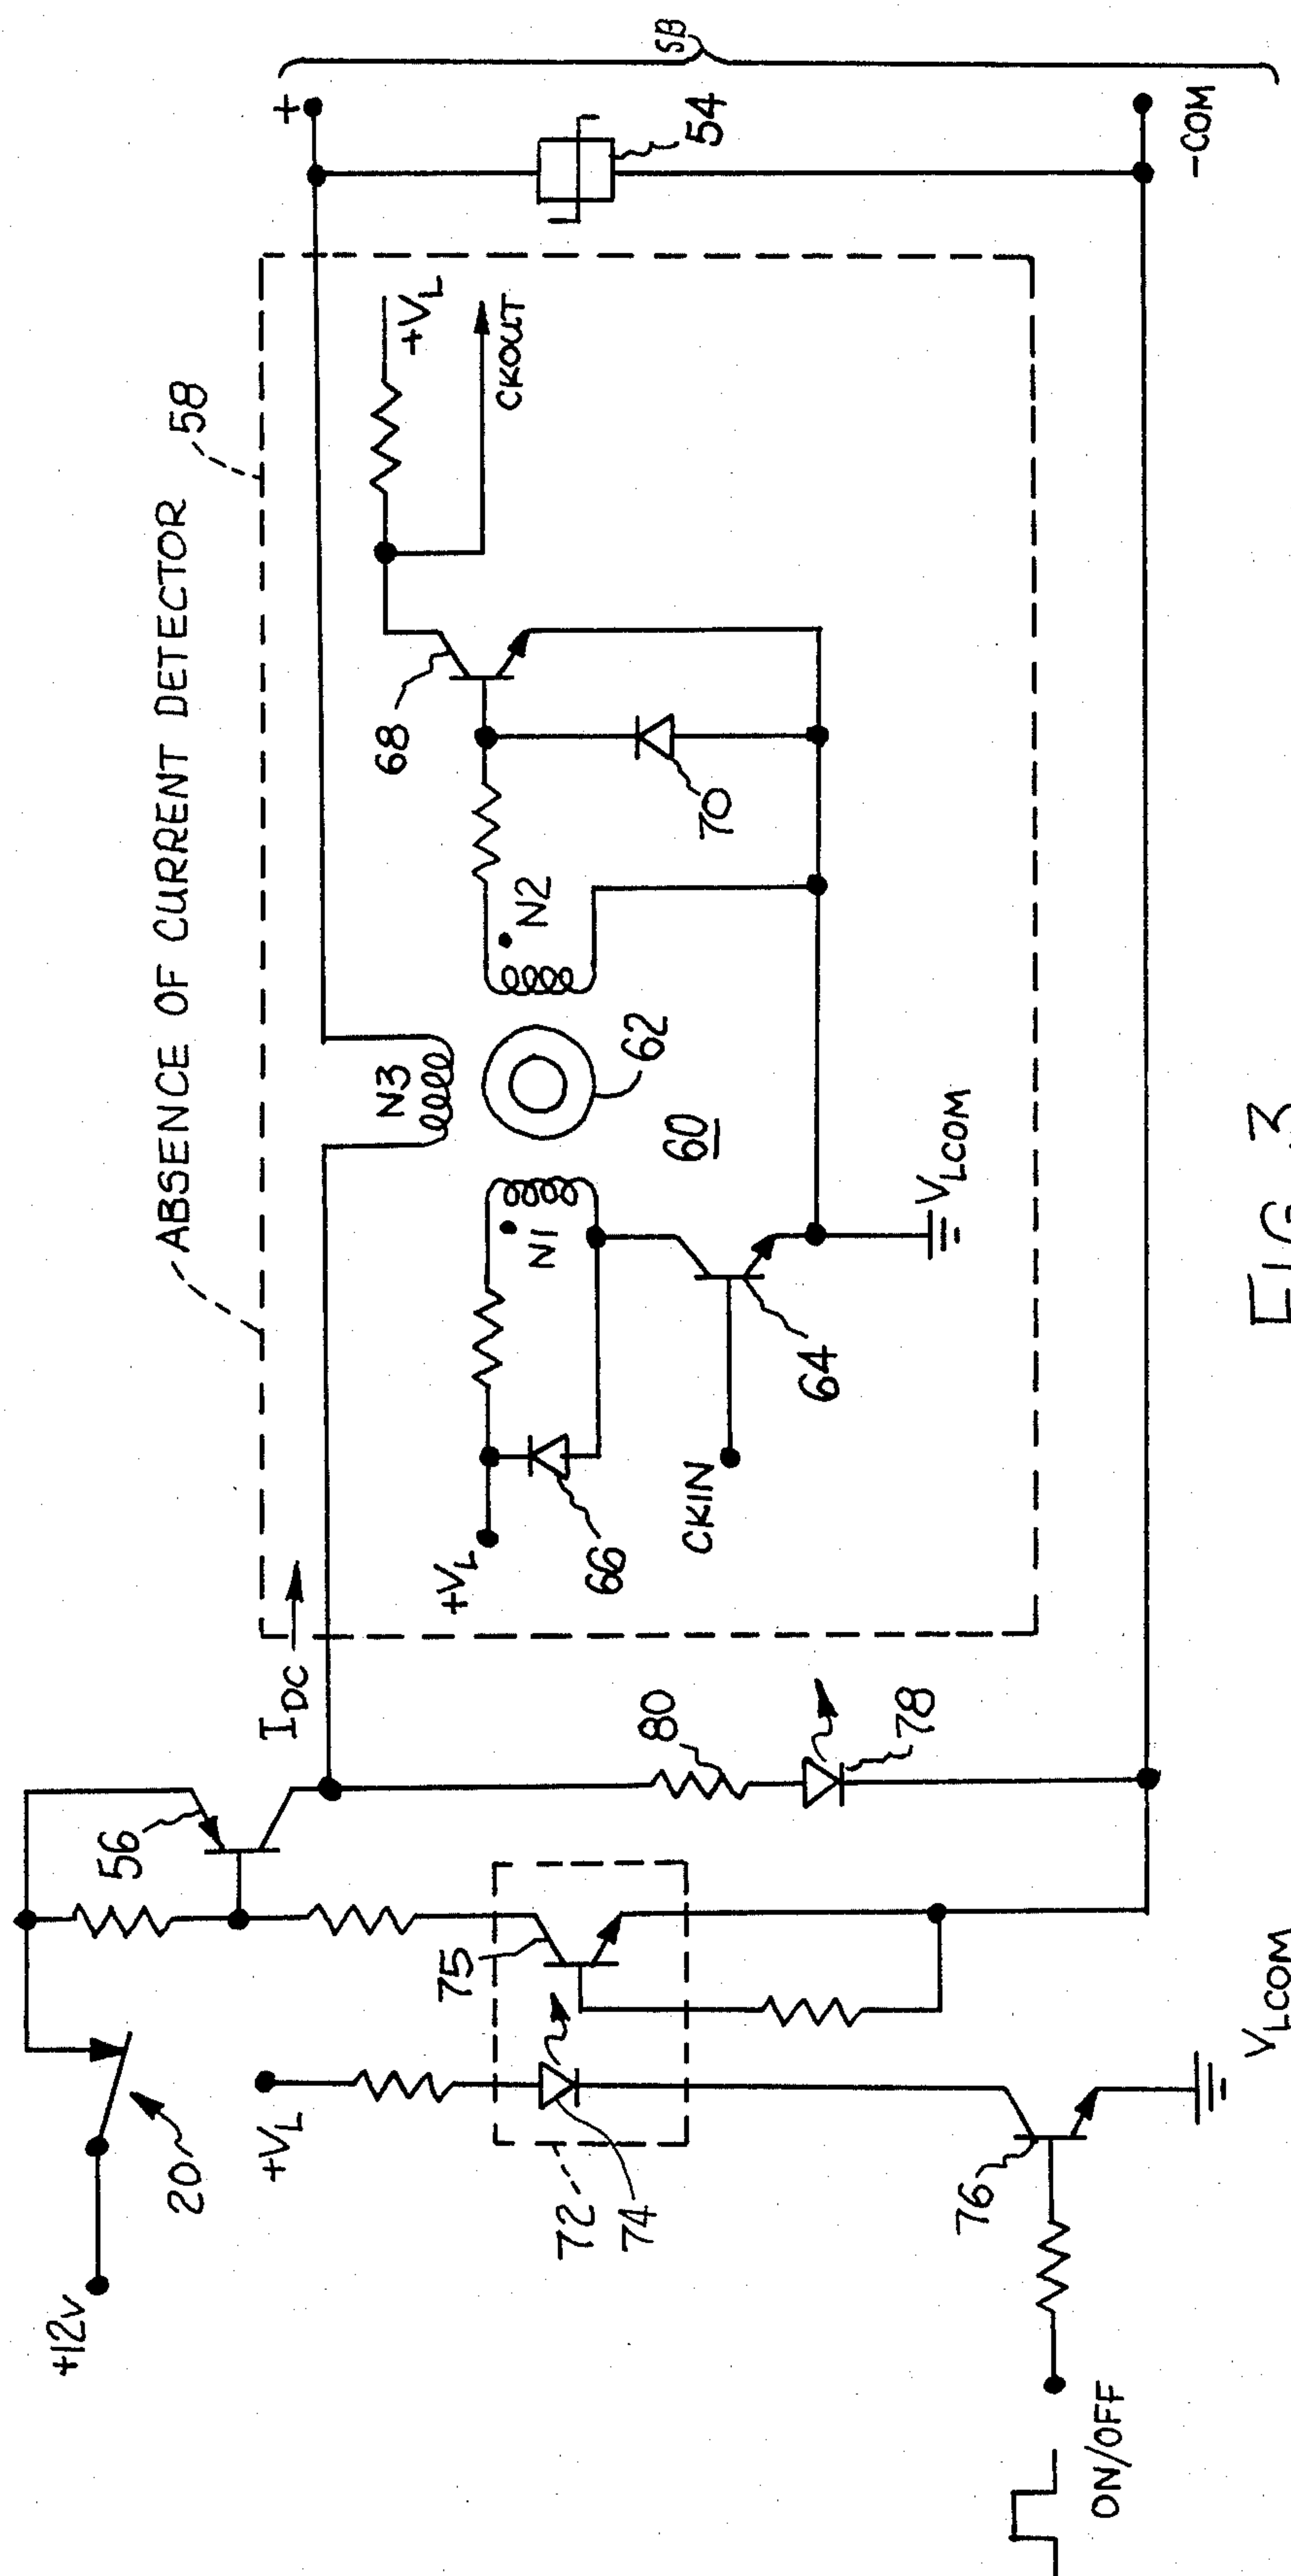 +12v
20
+VL
56
IDC
ABSENCE OF CURRENT DETECTOR
58
+
SB
72
74
75
80
78
+VL
66
N1
N3
N2
62
60
68
70
+VL
CKOUT
54
CKIN
64
VLCOM
-COM
ON/OFF
76
VLCOM
FIG. 3